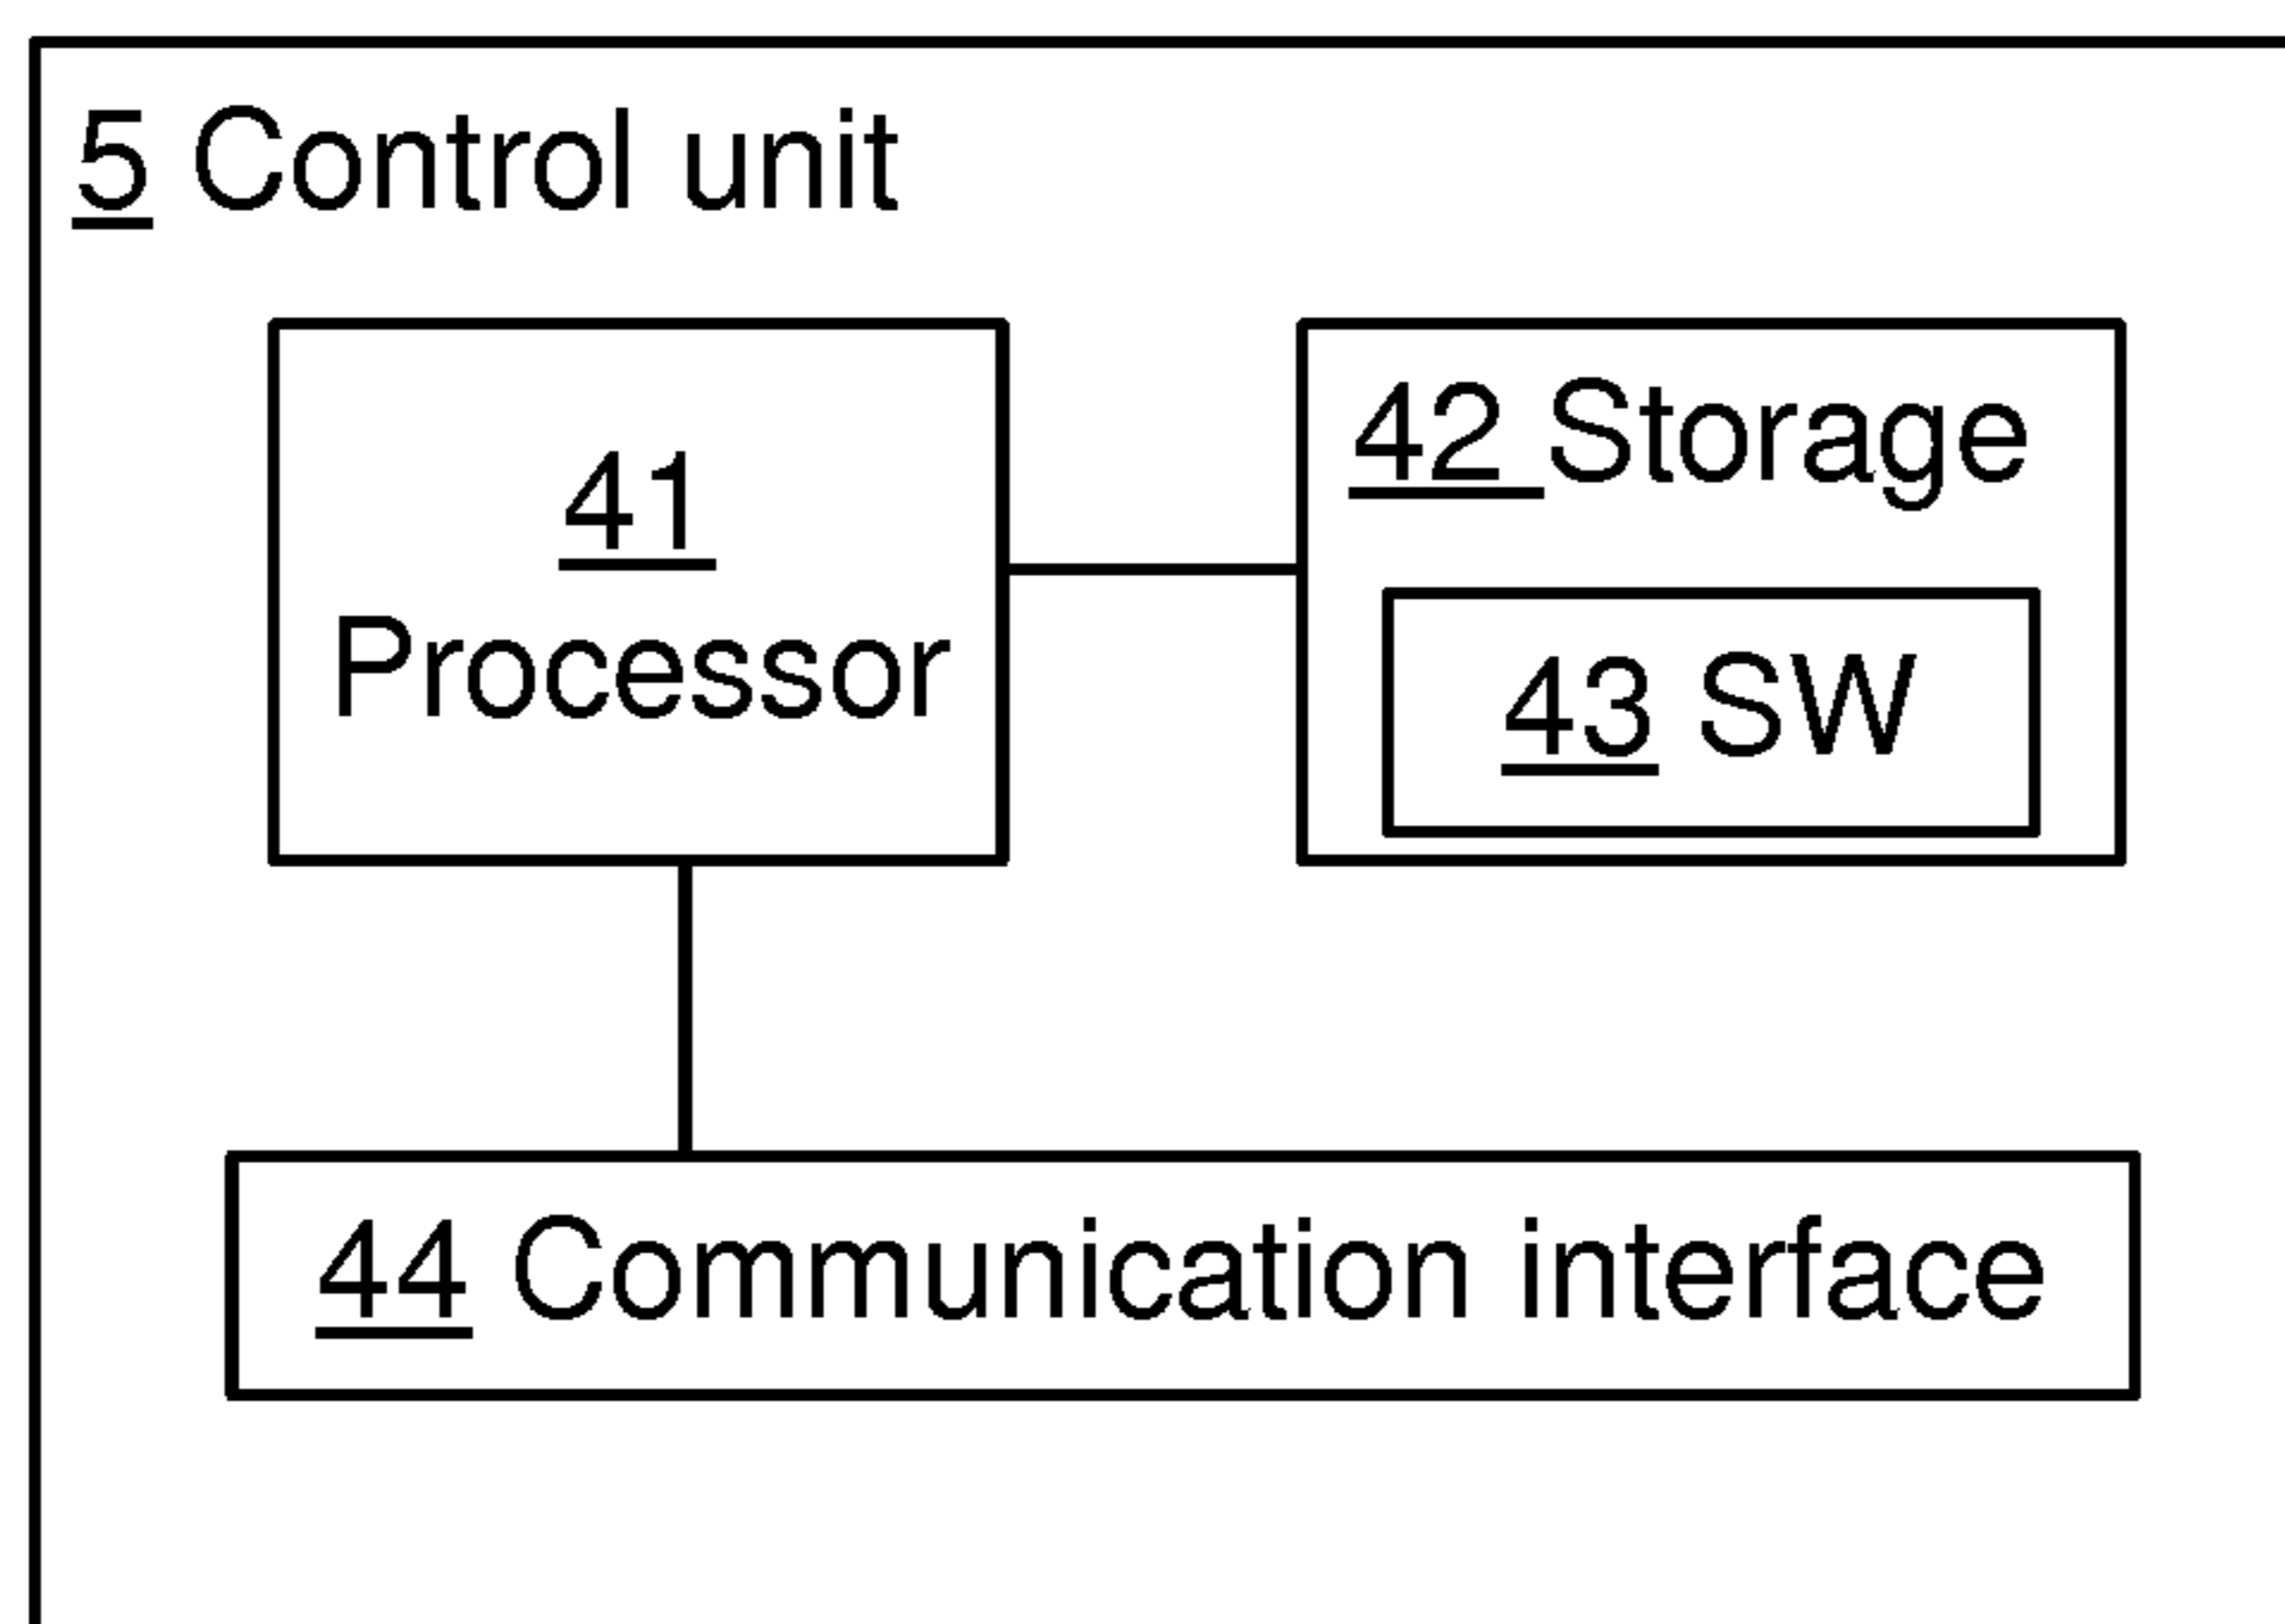 5 Control unit
41
Processor
42 Storage
43 SW
44 Communication interface